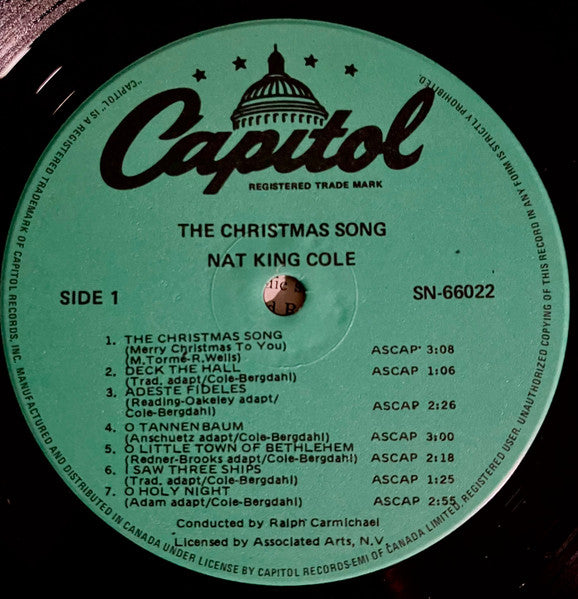 Capitol
REGISTERED TRADE MARK
THE CHRISTMAS SONG
NAT KING COLE
SIDE 1
SN-66022
1. THE CHRISTMAS SONG
(Merry Christmas To You)
(M.Torme-R.Wells) ASCAP 3:08
2. DECK THE HALL
(Trad. adapt/Cole-Bergdahl) ASCAP 1:06
3. ADESTE FIDELES
(Reading-Oakeley adapt/
Cole-Bergdahl) ASCAP 2:26
4. O TANNENBAUM
(Anschuetz adapt/Cole-Bergdahl) ASCAP 3:00
5. O LITTLE TOWN OF BETHLEHEM
(Redner-Brooks adapt/Cole-Bergdahl) ASCAP 2:18
6. I SAW THREE SHIPS
(Trad. adapt/Cole-Bergdahl) ASCAP 1:25
7. O HOLY NIGHT
(Adam adapt/Cole-Bergdahl) ASCAP 2:55
Conducted by Ralph Carmichael
Licensed by Associated Arts, N.V.
"CAPITOL" IS A REGISTERED TRADEMARK OF CAPITOL RECORDS, INC. MANUFACTURED AND DISTRIBUTED IN CANADA UNDER LICENSE BY CAPITOL RECORDS-EMI OF CANADA LIMITED, REGISTERED USER. UNAUTHORIZED COPYING OF THIS RECORD IN ANY FORM IS STRICTLY PROHIBITED.